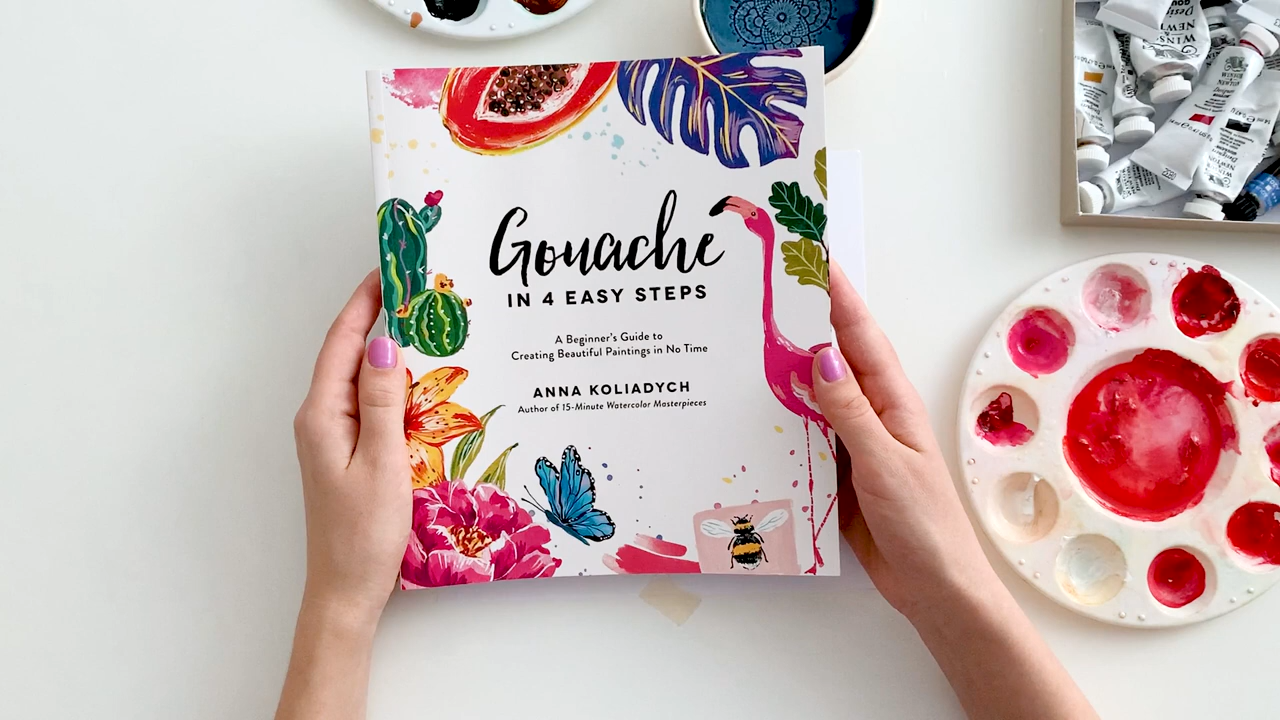 Gouache
IN 4 EASY STEPS
A Beginner's Guide to
Creating Beautiful Paintings in No Time
ANNA KOLIADYCH
Author of 15-Minute Watercolor Masterpieces